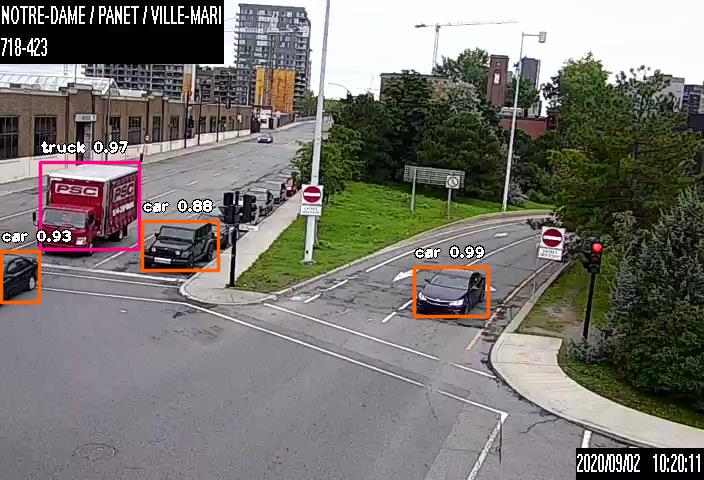 NOTRE-DAME / PANET / VILLE-MARI
718-423
truck 0.97
PSC
PSC
car 0.88
car 0.93
car 0.99
2020/09/02 10:20:11